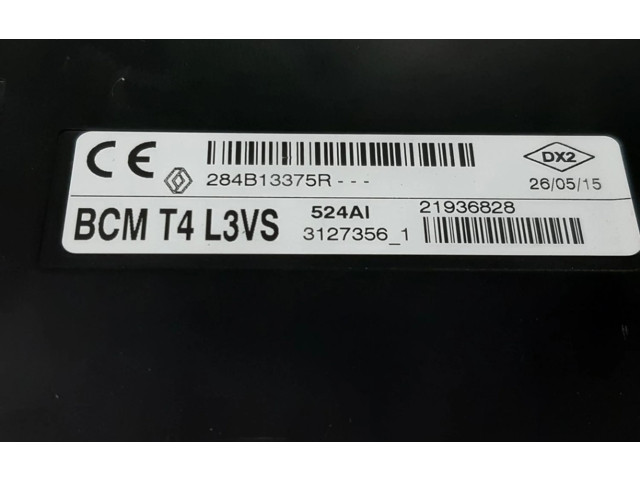 CE
284B13375R - - -
DX2
26/05/15
BCM T4 L3VS
524AI
21936828
3127356_1